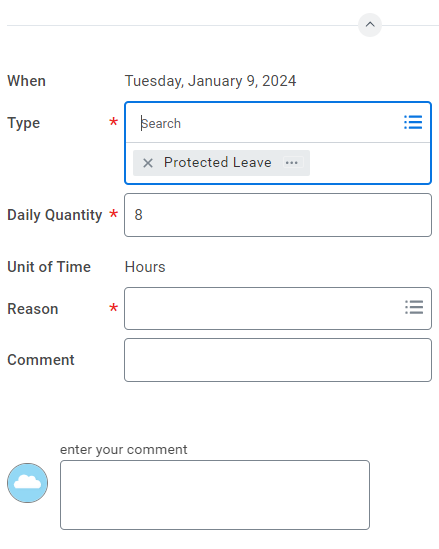 When Tuesday, January 9, 2024
Type * Search
× Protected Leave ···
Daily Quantity * 8
Unit of Time Hours
Reason *
Comment
enter your comment